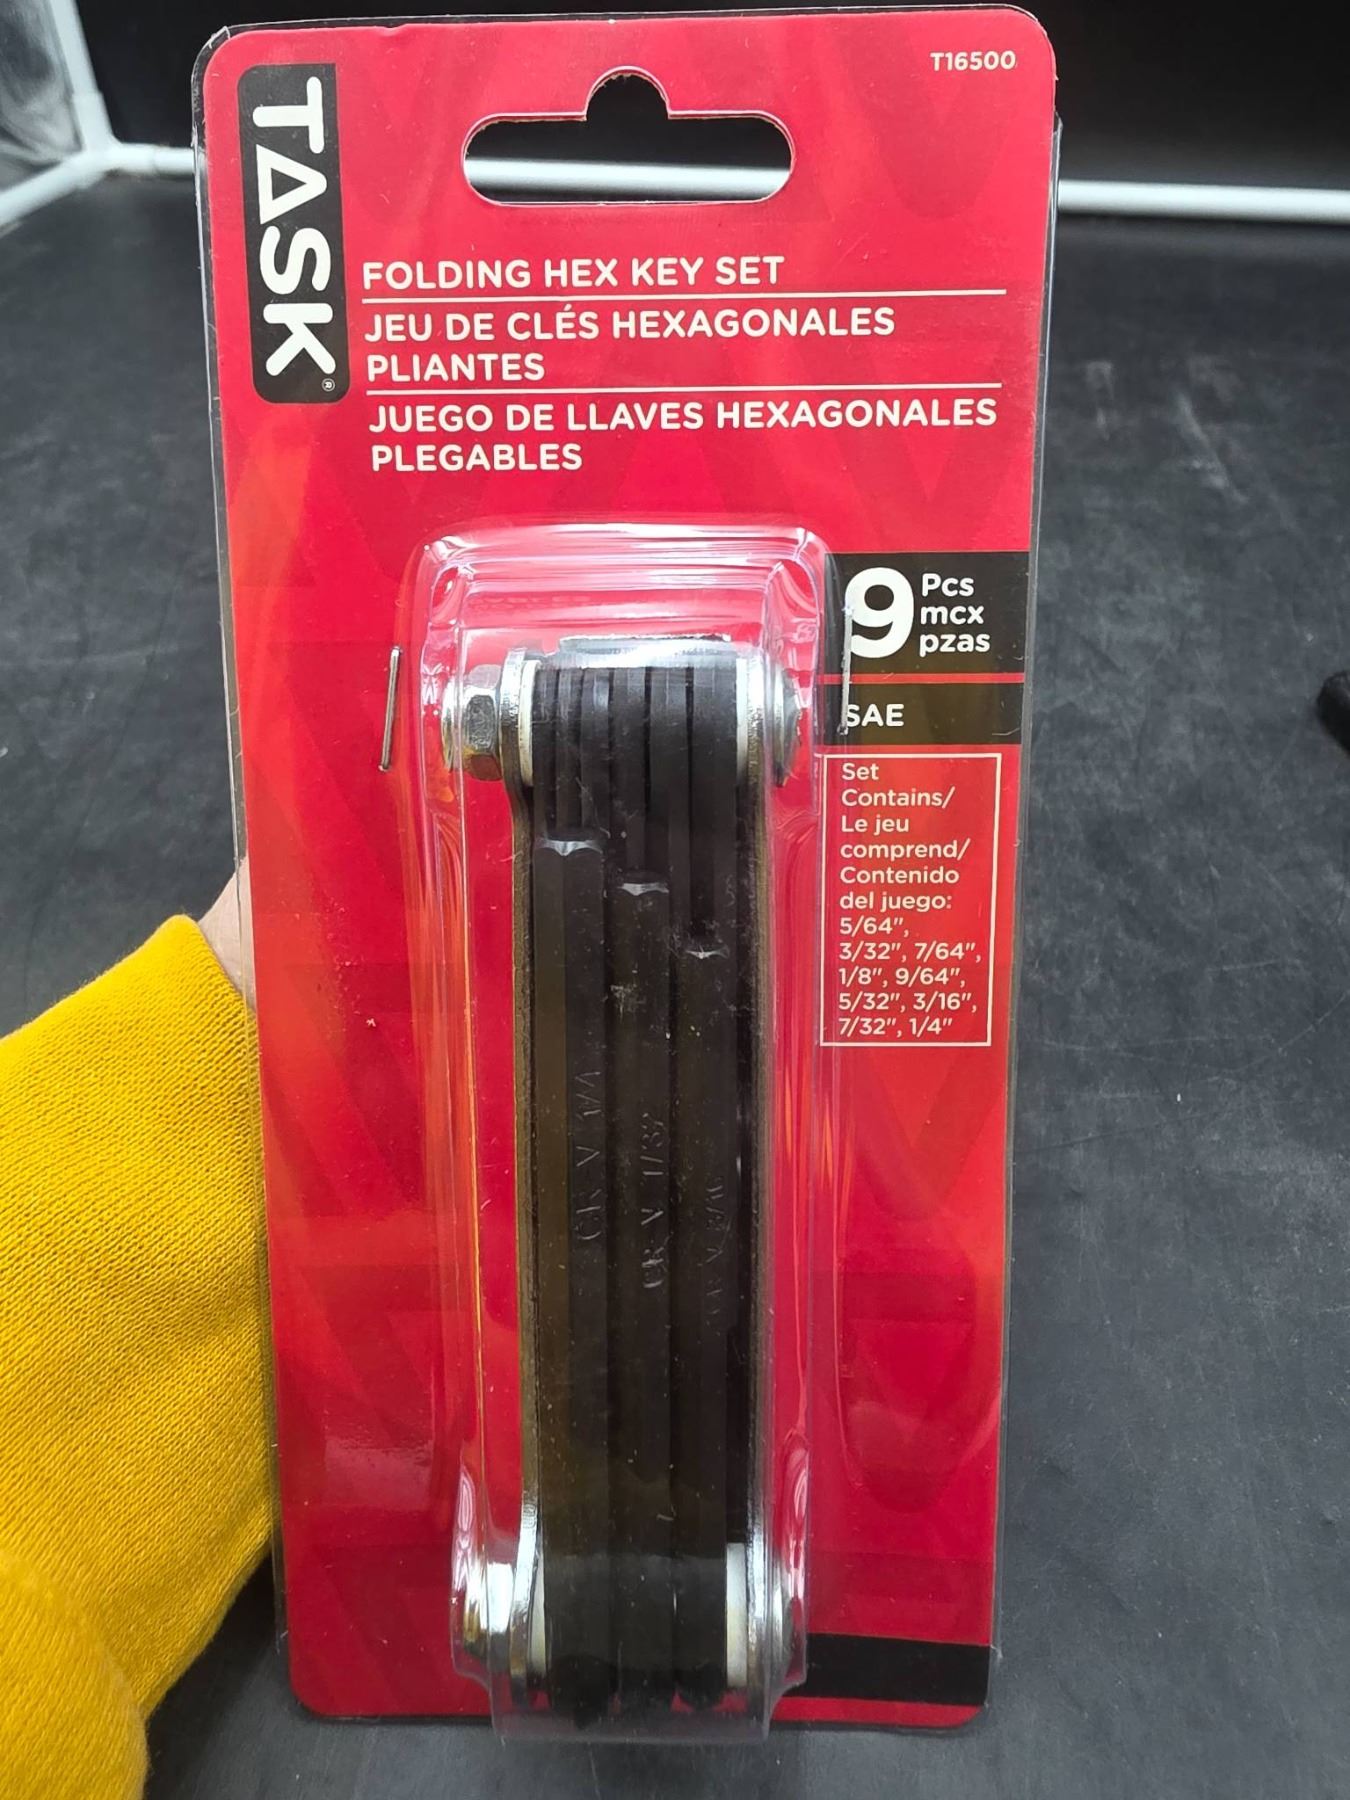 T16500
TASK®
FOLDING HEX KEY SET
JEU DE CLÉS HEXAGONALES
PLIANTES
JUEGO DE LLAVES HEXAGONALES
PLEGABLES
9 Pcs
mcx
pzas
SAE
Set
Contains/
Le jeu
comprend/
Contenido
del juego:
5/64",
3/32", 7/64",
1/8", 9/64",
5/32", 3/16",
7/32", 1/4"
CR V 1/4
CR V